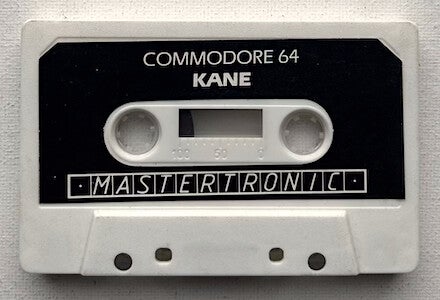 COMMODORE 64
KANE
100 50 0
· MASTERTRONIC ·